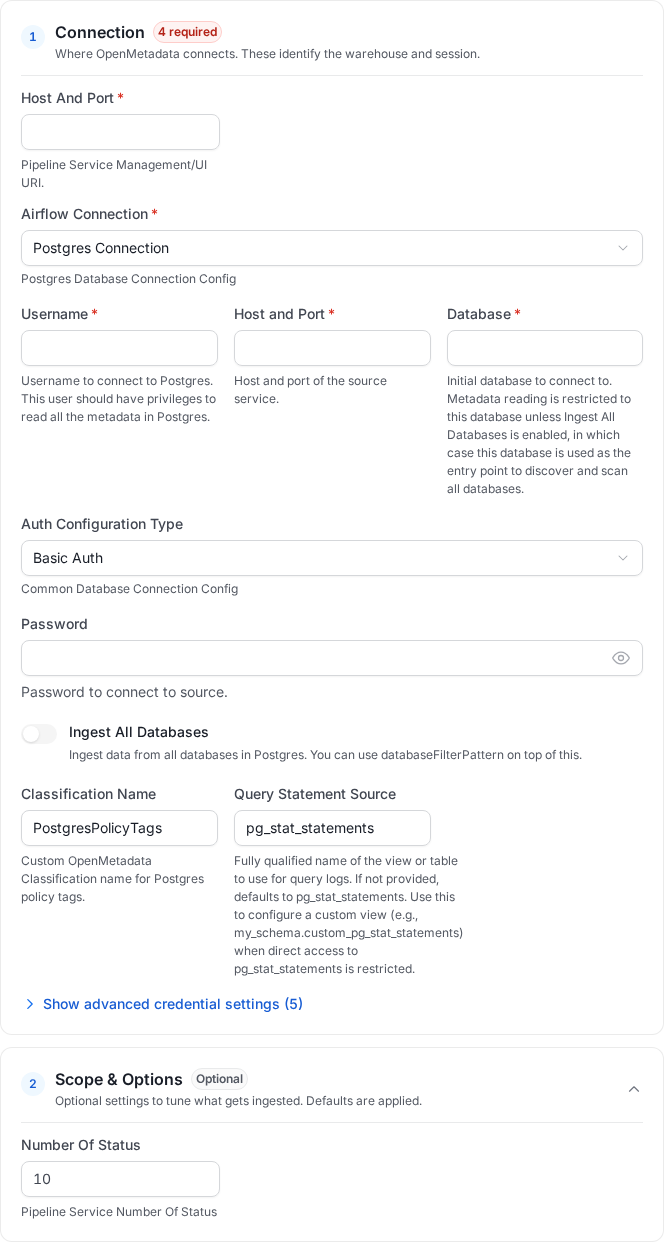 1
Connection 4 required
Where OpenMetadata connects. These identify the warehouse and session.
Host And Port *
Pipeline Service Management/UI
URI.
Airflow Connection *
Postgres Connection
Postgres Database Connection Config
Username * Host and Port * Database *
Username to connect to Postgres.
This user should have privileges to
read all the metadata in Postgres.
Host and port of the source
service.
Initial database to connect to.
Metadata reading is restricted to
this database unless Ingest All
Databases is enabled, in which
case this database is used as the
entry point to discover and scan
all databases.
Auth Configuration Type
Basic Auth
Common Database Connection Config
Password
Password to connect to source.
Ingest All Databases
Ingest data from all databases in Postgres. You can use databaseFilterPattern on top of this.
Classification Name
PostgresPolicyTags
Custom OpenMetadata
Classification name for Postgres
policy tags.
Query Statement Source
pg_stat_statements
Fully qualified name of the view or table
to use for query logs. If not provided,
defaults to pg_stat_statements. Use this
to configure a custom view (e.g.,
my_schema.custom_pg_stat_statements)
when direct access to
pg_stat_statements is restricted.
Show advanced credential settings (5)
2
Scope & Options Optional
Optional settings to tune what gets ingested. Defaults are applied.
Number Of Status
10
Pipeline Service Number Of Status